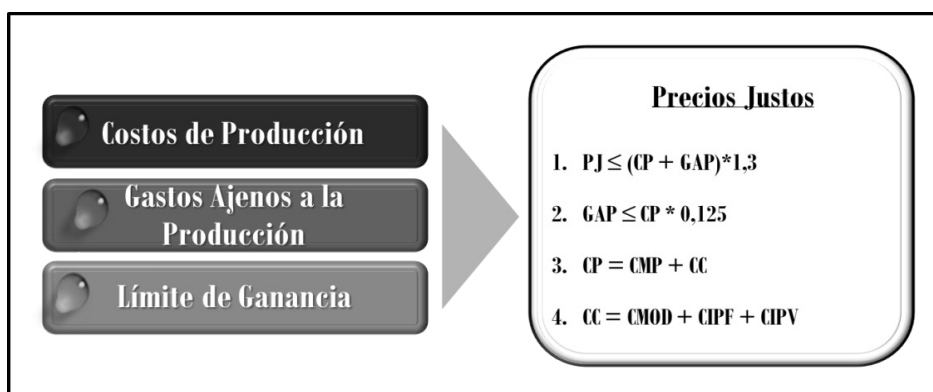 Costos de Producción
Gastos Ajenos a la
Producción
Límite de Ganancia
Precios Justos
1. PJ ≤ (CP + GAP)*1,3
2. GAP ≤ CP * 0,125
3. CP = CMP + CC
4. CC = CMOD + CIPF + CIPV